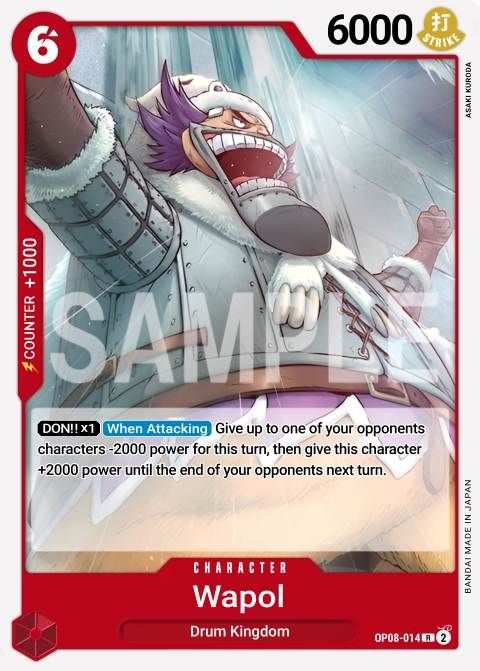 6
6000
打
STRIKE
ASAKI KURODA
COUNTER +1000
SAMPLE
DON!!×1 When Attacking Give up to one of your opponents
characters -2000 power for this turn, then give this character
+2000 power until the end of your opponents next turn.
BANDAI MADE IN JAPAN
CHARACTER
Wapol
Drum Kingdom
OP08-014 R 2